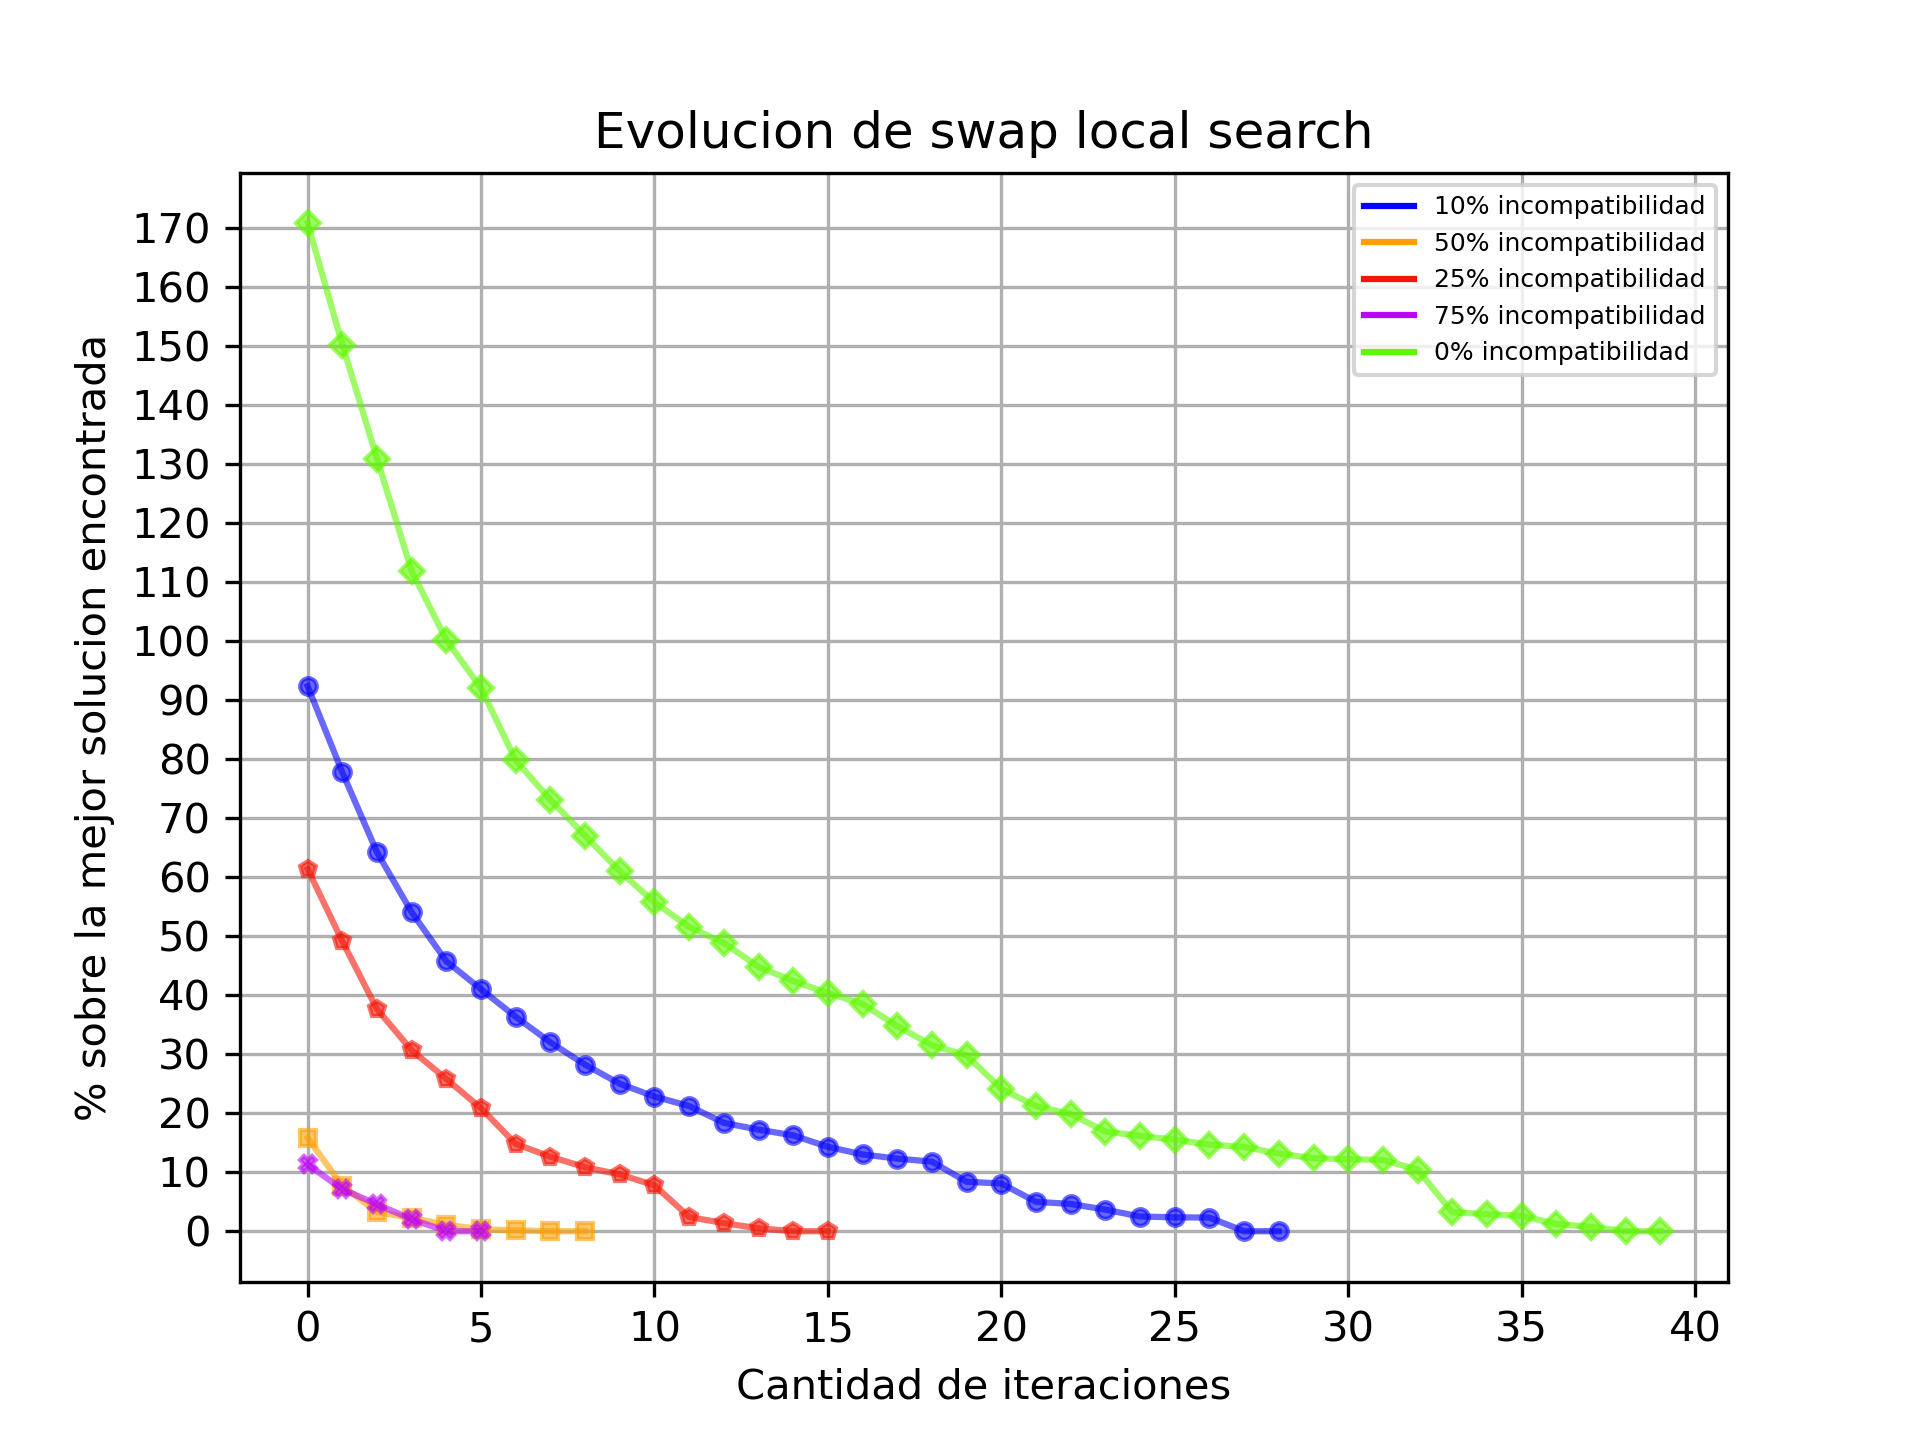 Evolucion de swap local search
10% incompatibilidad
50% incompatibilidad
25% incompatibilidad
75% incompatibilidad
0% incompatibilidad
% sobre la mejor solucion encontrada
170
160
150
140
130
120
110
100
90
80
70
60
50
40
30
20
10
0
0 5 10 15 20 25 30 35 40
Cantidad de iteraciones